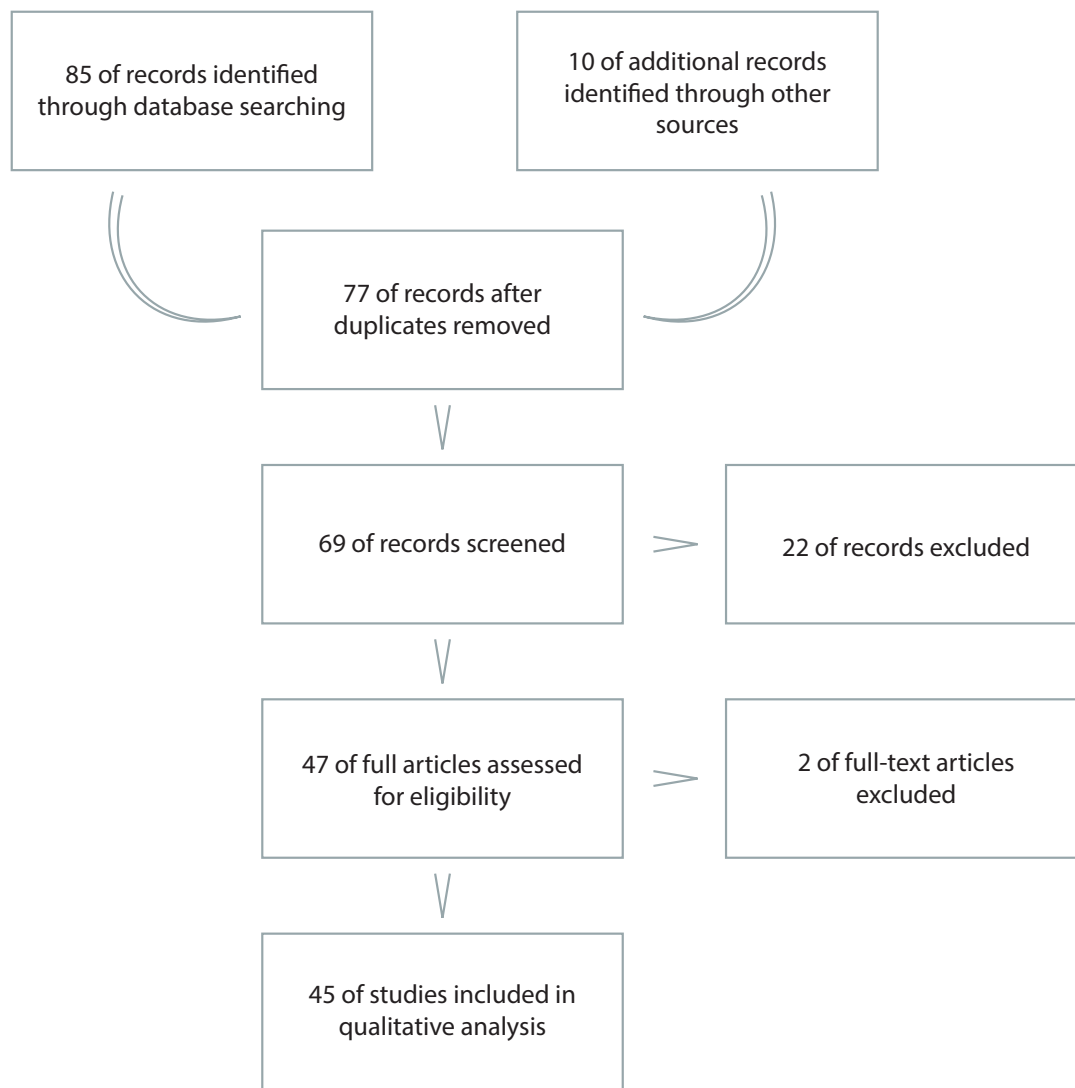 85 of records identified
through database searching
10 of additional records
identified through other
sources
77 of records after
duplicates removed
69 of records screened
22 of records excluded
47 of full articles assessed
for eligibility
2 of full-text articles
excluded
45 of studies included in
qualitative analysis